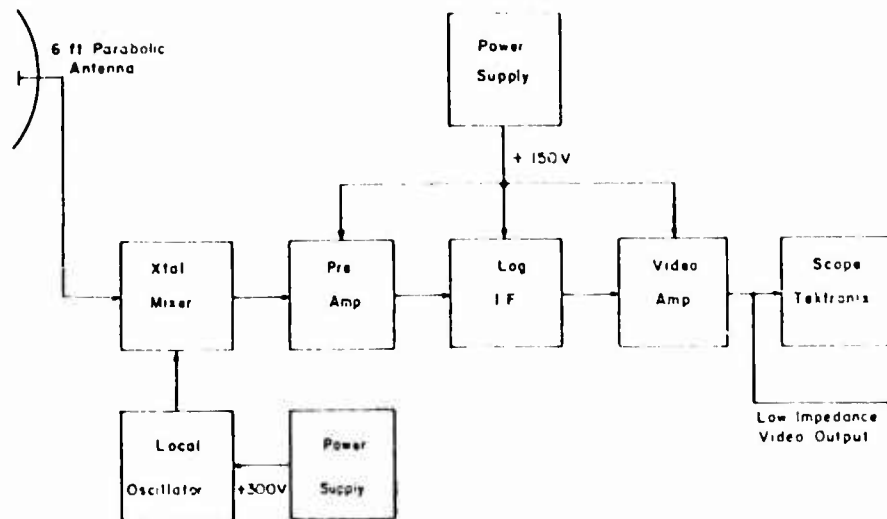 6 ft Parabolic
Antenna
Power
Supply
+ 150V
Xtal
Mixer
Pre
Amp
Log
I F
Video
Amp
Scope
Tektronix
Low Impedance
Video Output
Local
Oscillator
+300V
Power
Supply